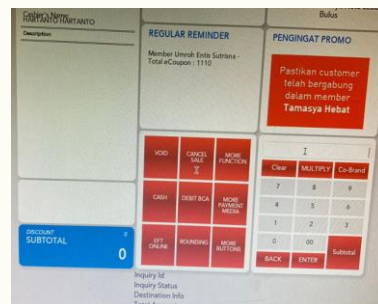 Cashier's Name
HARTANTO HARTANTO
Description
Bulus
REGULAR REMINDER
Member Umroh Entis Sutrisna -
Total eCoupon : 1110
PENGINGAT PROMO
Pastikan customer
telah bergabung
dalam member
Tamasya Hebat
VOID
CANCEL SALE
MORE FUNCTION
CASH
DEBIT BCA
MORE PAYMENT MEDIA
EFT ONLINE
ROUNDING
MORE BUTTONS
Clear MULTIPLY Co-Brand
7 8 9
4 5 6
1 2 3
0 00 Subtotal
BACK ENTER
DISCOUNT 0
SUBTOTAL
0
Inquiry Id
Inquiry Status
Destination Info